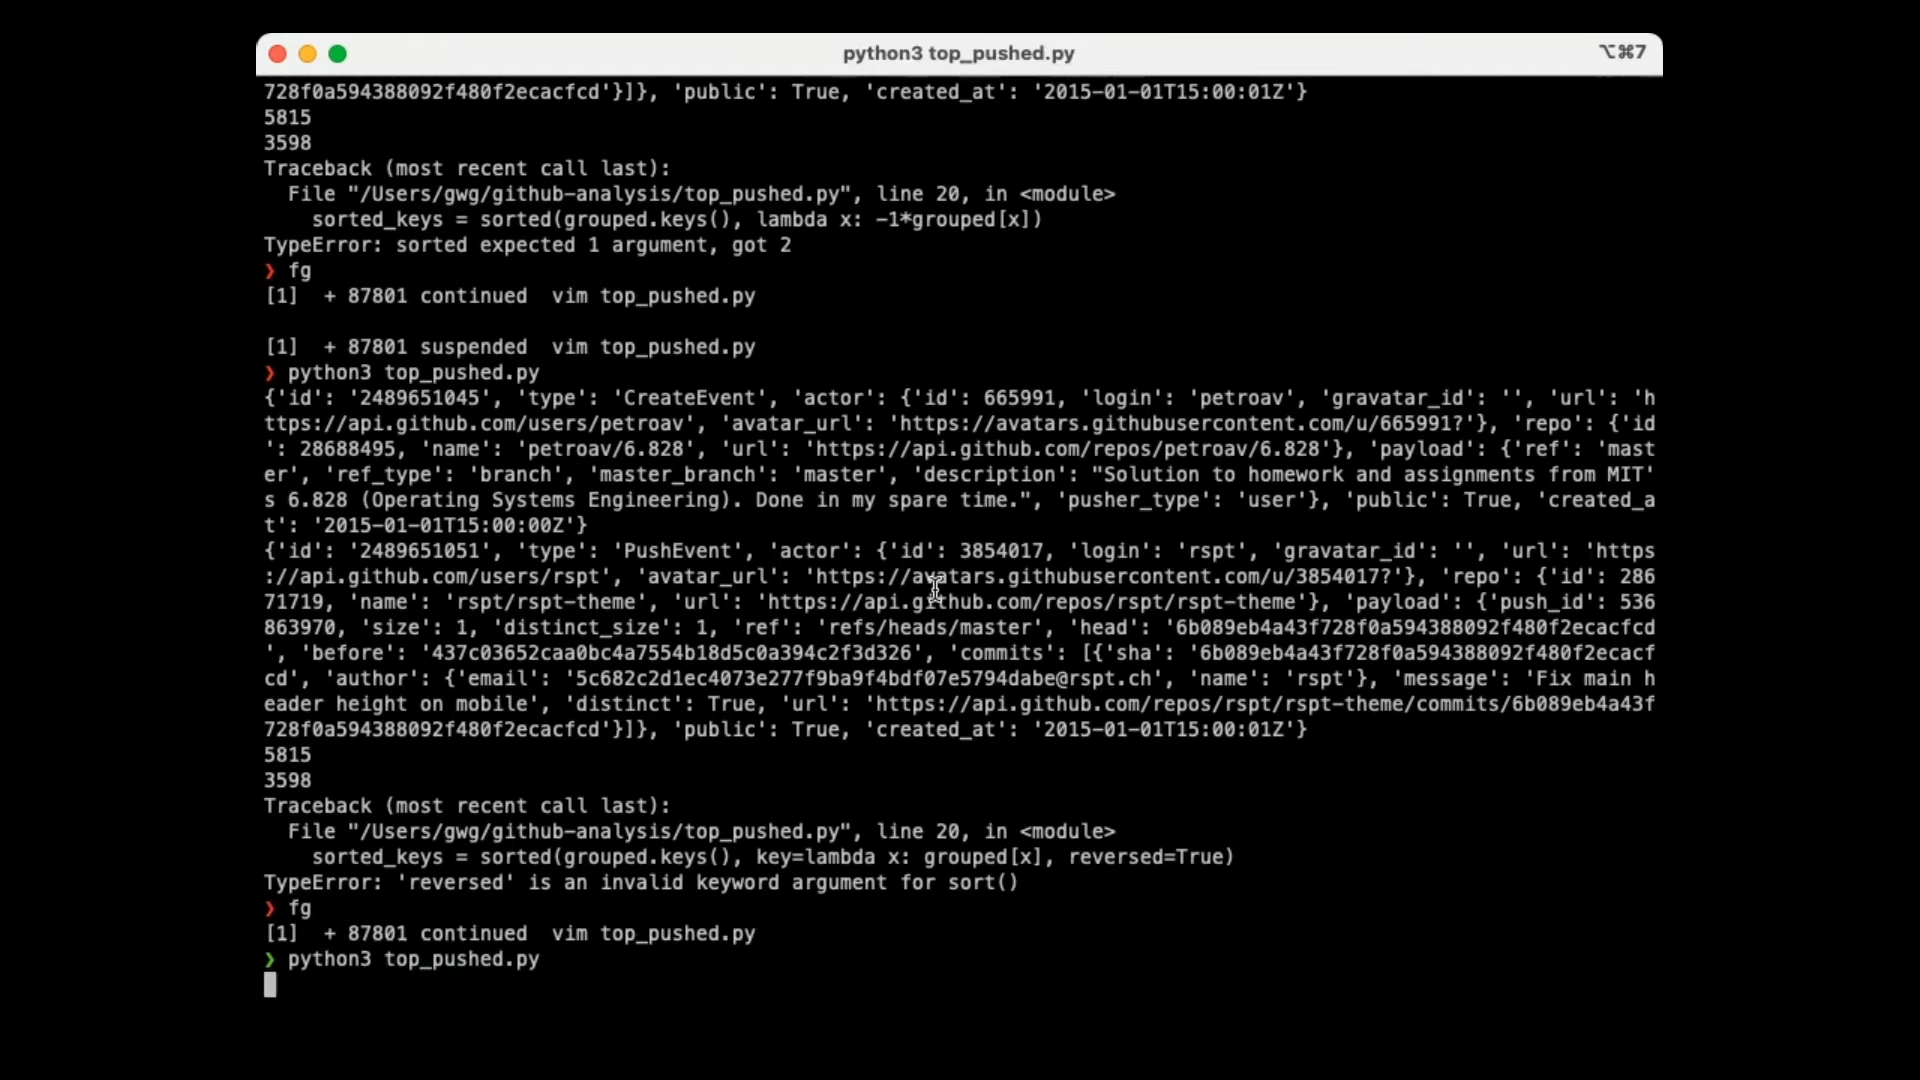 python3 top_pushed.py
⌥⌘7
728f0a594388092f480f2ecacfcd'}]}, 'public': True, 'created_at': '2015-01-01T15:00:01Z'}
5815
3598
Traceback (most recent call last):
  File "/Users/gwg/github-analysis/top_pushed.py", line 20, in <module>
    sorted_keys = sorted(grouped.keys(), lambda x: -1*grouped[x])
TypeError: sorted expected 1 argument, got 2
❯ fg
[1]  + 87801 continued  vim top_pushed.py
[1]  + 87801 suspended  vim top_pushed.py
❯ python3 top_pushed.py
{'id': '2489651045', 'type': 'CreateEvent', 'actor': {'id': 665991, 'login': 'petroav', 'gravatar_id': '', 'url': 'h
ttps://api.github.com/users/petroav', 'avatar_url': 'https://avatars.githubusercontent.com/u/665991?'}, 'repo': {'id
': 28688495, 'name': 'petroav/6.828', 'url': 'https://api.github.com/repos/petroav/6.828'}, 'payload': {'ref': 'mast
er', 'ref_type': 'branch', 'master_branch': 'master', 'description': "Solution to homework and assignments from MIT'
s 6.828 (Operating Systems Engineering). Done in my spare time.", 'pusher_type': 'user'}, 'public': True, 'created_a
t': '2015-01-01T15:00:00Z'}
{'id': '2489651051', 'type': 'PushEvent', 'actor': {'id': 3854017, 'login': 'rspt', 'gravatar_id': '', 'url': 'https
://api.github.com/users/rspt', 'avatar_url': 'https://avatars.githubusercontent.com/u/3854017?'}, 'repo': {'id': 286
71719, 'name': 'rspt/rspt-theme', 'url': 'https://api.github.com/repos/rspt/rspt-theme'}, 'payload': {'push_id': 536
863970, 'size': 1, 'distinct_size': 1, 'ref': 'refs/heads/master', 'head': '6b089eb4a43f728f0a594388092f480f2ecacfcd
', 'before': '437c03652caa0bc4a7554b18d5c0a394c2f3d326', 'commits': [{'sha': '6b089eb4a43f728f0a594388092f480f2ecacf
cd', 'author': {'email': '5c682c2d1ec4073e277f9ba9f4bdf07e5794dabe@rspt.ch', 'name': 'rspt'}, 'message': 'Fix main h
eader height on mobile', 'distinct': True, 'url': 'https://api.github.com/repos/rspt/rspt-theme/commits/6b089eb4a43f
728f0a594388092f480f2ecacfcd'}]}, 'public': True, 'created_at': '2015-01-01T15:00:01Z'}
5815
3598
Traceback (most recent call last):
  File "/Users/gwg/github-analysis/top_pushed.py", line 20, in <module>
    sorted_keys = sorted(grouped.keys(), key=lambda x: grouped[x], reversed=True)
TypeError: 'reversed' is an invalid keyword argument for sort()
❯ fg
[1]  + 87801 continued  vim top_pushed.py
❯ python3 top_pushed.py